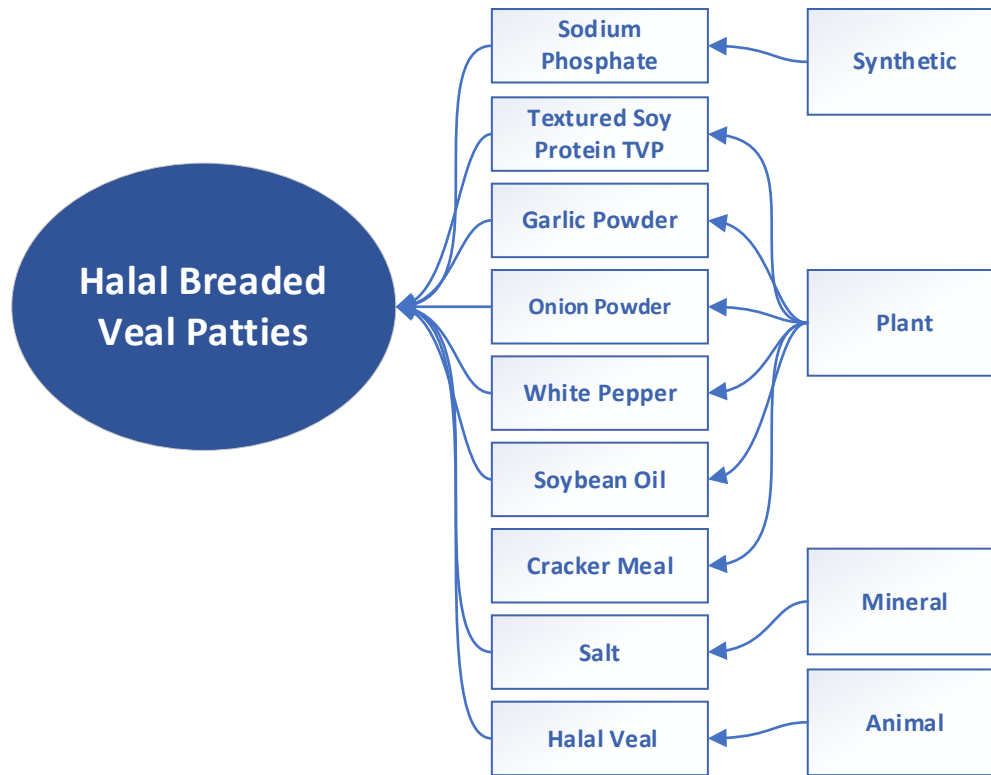 Halal Breaded
Veal Patties
Sodium
Phosphate
Textured Soy
Protein TVP
Garlic Powder
Onion Powder
White Pepper
Soybean Oil
Cracker Meal
Salt
Halal Veal
Synthetic
Plant
Mineral
Animal